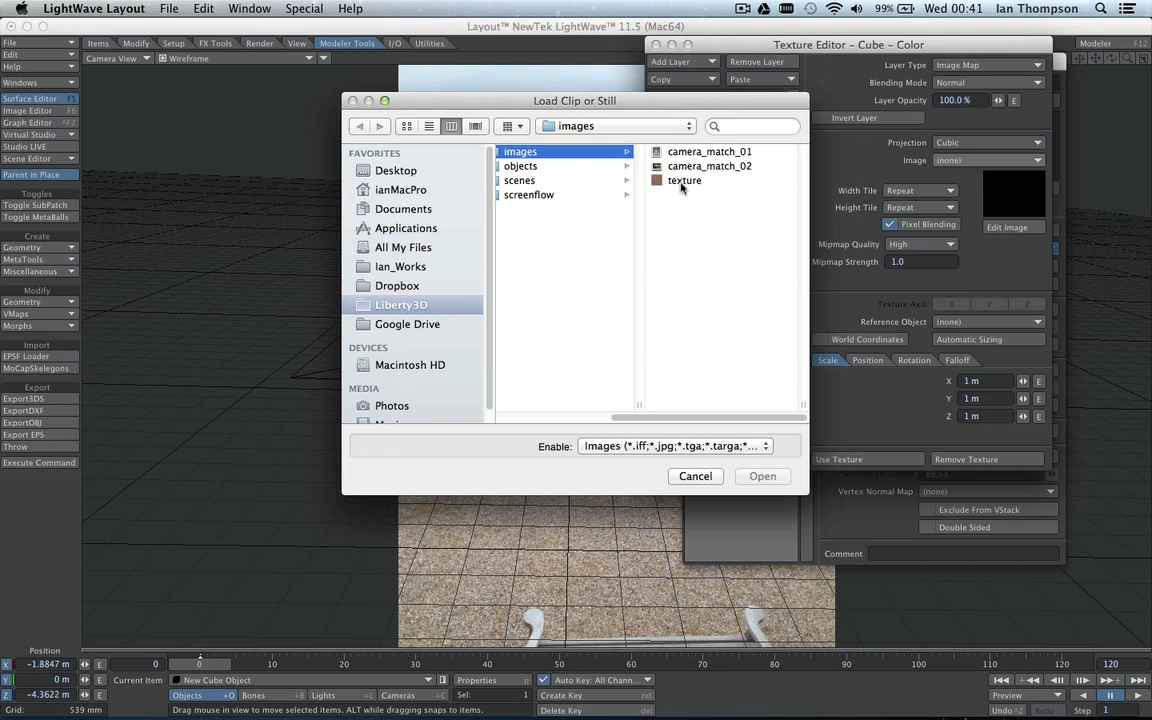 LightWave Layout File Edit Window Special Help 99% Wed 00:41 Ian Thompson
Layout™ NewTek LightWave™ 11.5 (Mac64)
File
Edit
Help
Windows
Surface Editor F5
Image Editor F6
Graph Editor ^F2
Virtual Studio
Studio LIVE
Scene Editor
Parent in Place
Toggles
Toggle SubPatch
Toggle MetaBalls
Create
Geometry
MetaTools
Miscellaneous
Modify
Geometry
VMaps
Morphs
Import
EPSF Loader
MoCapSkelegons
Export
Export3DS
ExportDXF
ExportOBJ
Export EPS
Throw
Execute Command
Items Modify Setup FX Tools Render View Modeler Tools I/O Utilities
Modeler F12
Camera View Wireframe
Texture Editor - Cube - Color
Add Layer Remove Layer
Copy Paste
Layer Type Image Map
Blending Mode Normal
Layer Opacity 100.0 % E
Invert Layer
Projection Cubic
Image (none)
Width Tile Repeat
Height Tile Repeat
Pixel Blending
Edit Image
Mipmap Quality High
Mipmap Strength 1.0
Texture Axis X Y Z
Reference Object (none)
World Coordinates Automatic Sizing
Scale Position Rotation Falloff
X 1 m E
Y 1 m E
Z 1 m E
Use Texture Remove Texture
Vertex Normal Map (none)
Exclude From VStack
Double Sided
Comment
Load Clip or Still
images
FAVORITES
Desktop
ianMacPro
Documents
Applications
All My Files
Ian_Works
Dropbox
Liberty3D
Google Drive
DEVICES
Macintosh HD
MEDIA
Photos
images
objects
scenes
screenflow
camera_match_01
camera_match_02
texture
Enable: Images (*.iff;*.jpg;*.tga;*.targa;*...
Cancel Open
Position
X -1.8847 m E
Y 0 m E
Z -4.3622 m E
Grid: 539 mm
0 0 10 20 30 40 50 60 70 80 90 100 110 120 120
Current Item New Cube Object Properties p Auto Key: All Chann...
Objects +O Bones +B Lights +L Cameras +C Sel: 1 Create Key ret
Drag mouse in view to move selected items. ALT while dragging snaps to items. Delete Key del
Preview
Undo ^Z Redo Step 1